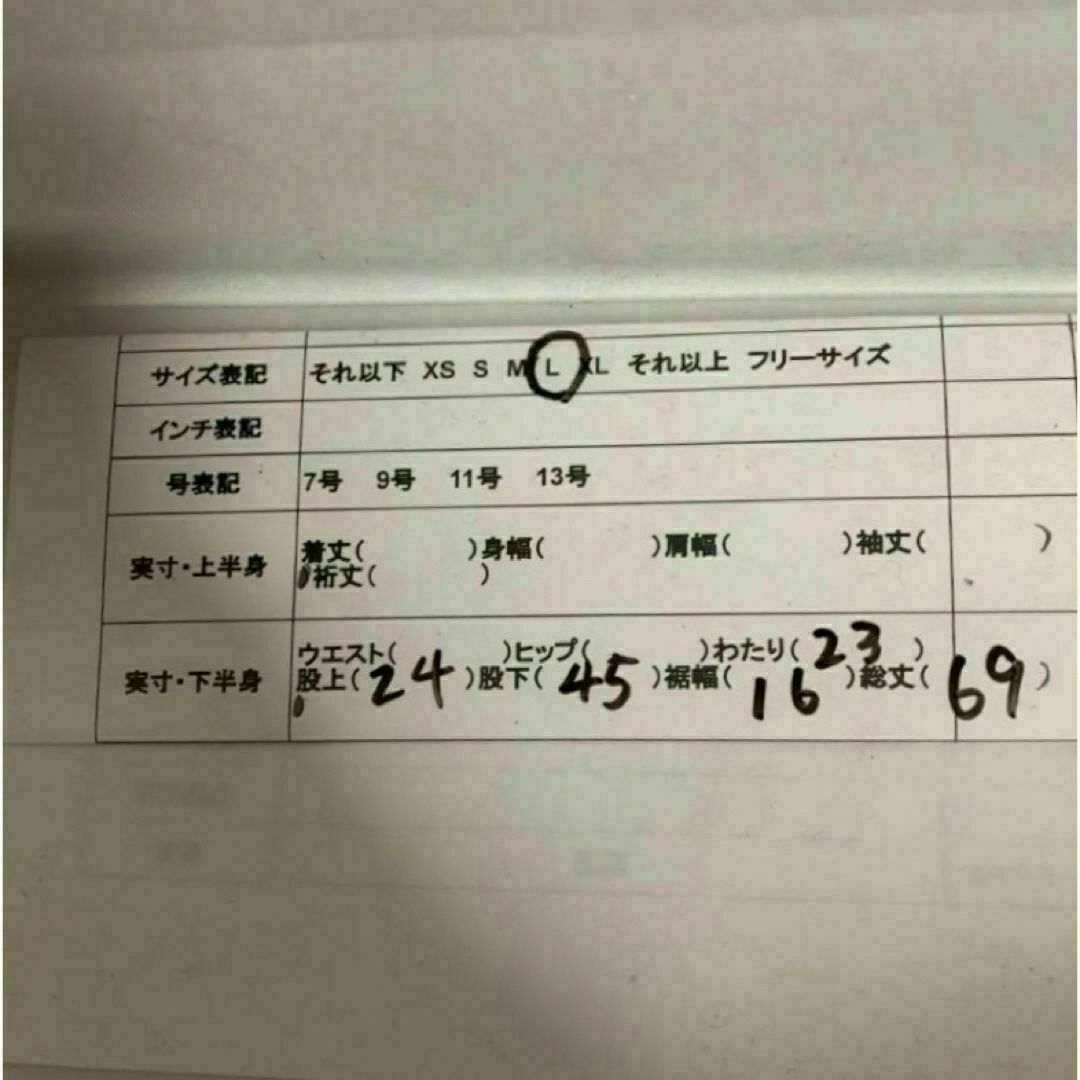 サイズ表記 それ以下 XS S M L XL それ以上 フリーサイズ
インチ表記
号表記 7号 9号 11号 13号
実寸・上半身 着丈( )身幅( )肩幅( )袖丈( )
裄丈( )
実寸・下半身 ウエスト( )ヒップ( )わたり( 23 )
股上( 24 )股下( 45 )裾幅( 16 )総丈( 69 )